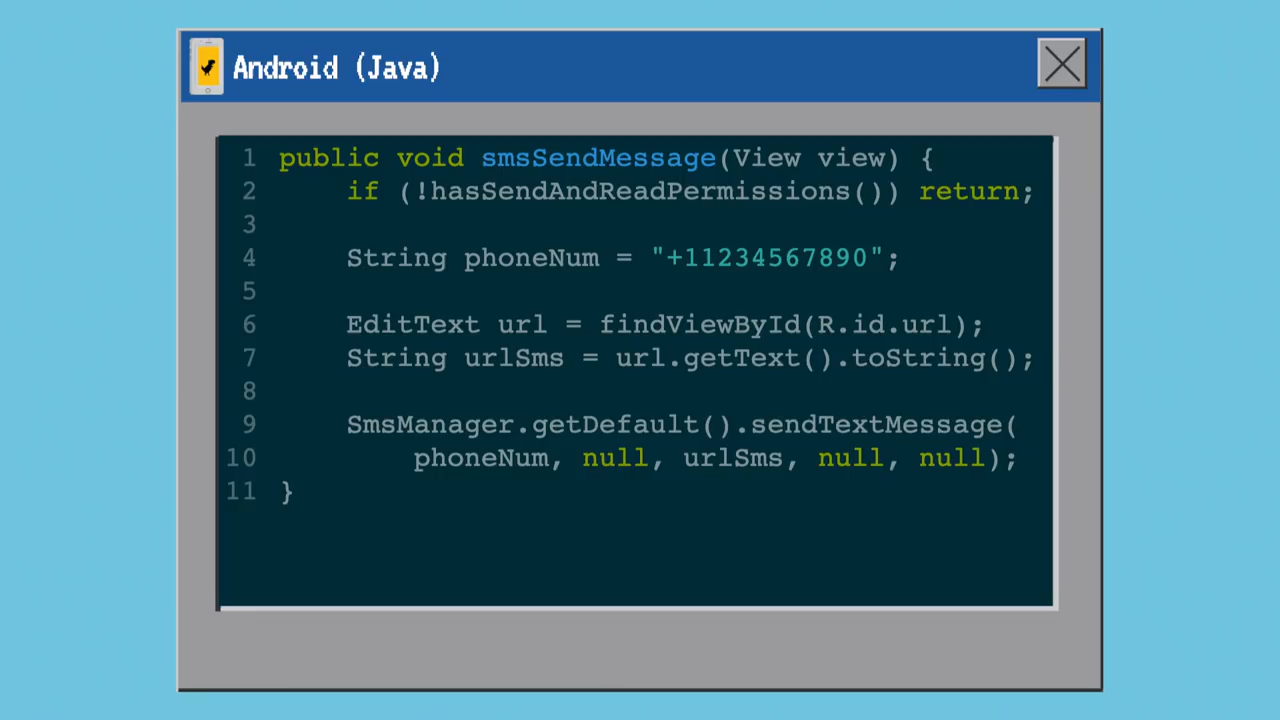 Android (Java)
1 public void smsSendMessage(View view) {
2 if (!hasSendAndReadPermissions()) return;
3
4 String phoneNum = "+11234567890";
5
6 EditText url = findViewById(R.id.url);
7 String urlSms = url.getText().toString();
8
9 SmsManager.getDefault().sendTextMessage(
10 phoneNum, null, urlSms, null, null);
11 }